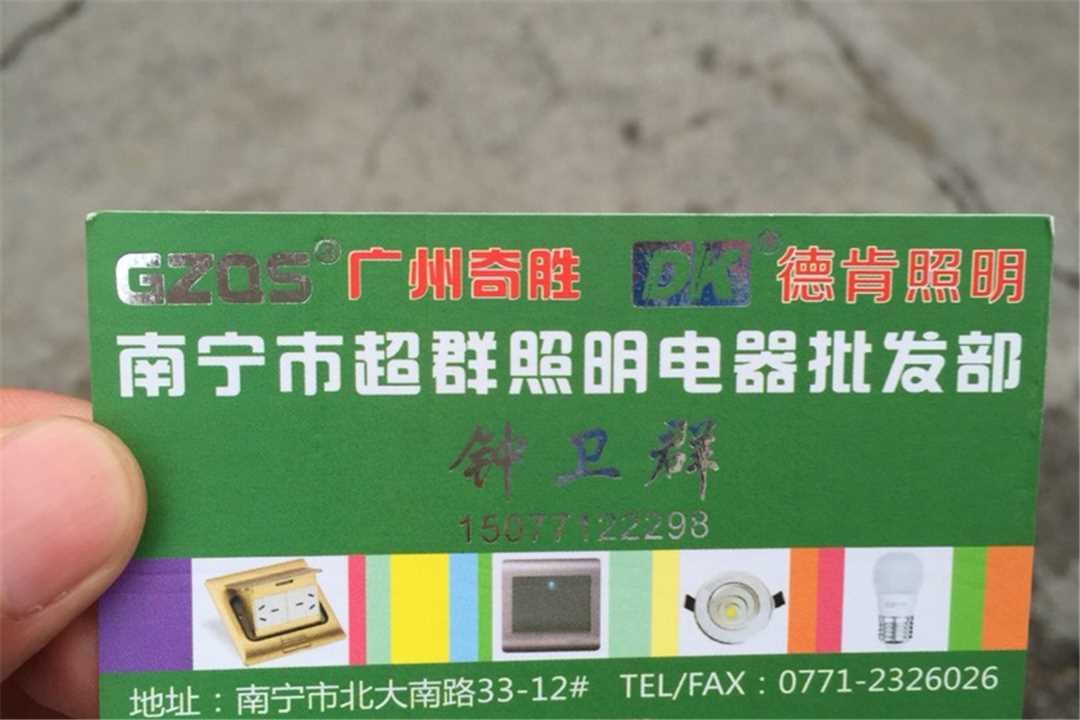 GZQS® 广州奇胜 DK® 德肯照明
南宁市超群照明电器批发部
钟卫群
15077122298
地址：南宁市北大南路33-12# TEL/FAX：0771-2326026